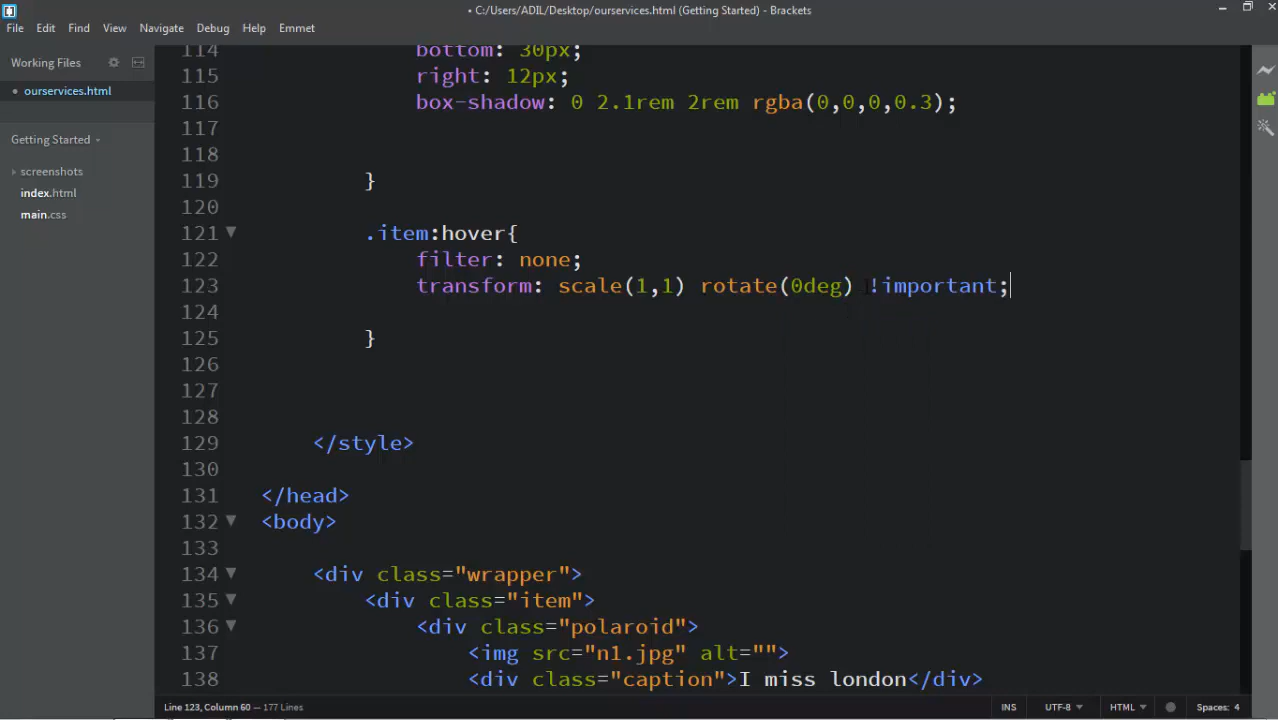 • C:/Users/ADIL/Desktop/ourservices.html (Getting Started) - Brackets
File Edit View Navigate Debug Help Emmet
Working Files
• ourservices.html
Getting Started
screenshots
index.html
main.css
114 bottom: 30px;
115 right: 12px;
116 box-shadow: 0 2.1rem 2rem rgba(0,0,0,0.3);
117
118
119 }
120
121 .item:hover{
122 filter: none;
123 transform: scale(1,1) rotate(0deg) !important;
124
125 }
126
127
128
129 </style>
130
131 </head>
132 <body>
133
134 <div class="wrapper">
135 <div class="item">
136 <div class="polaroid">
137 <img src="n1.jpg" alt="">
138 <div class="caption">I miss london</div>
Line 123, Column 60 — 177 Lines
INS UTF-8 HTML Spaces: 4